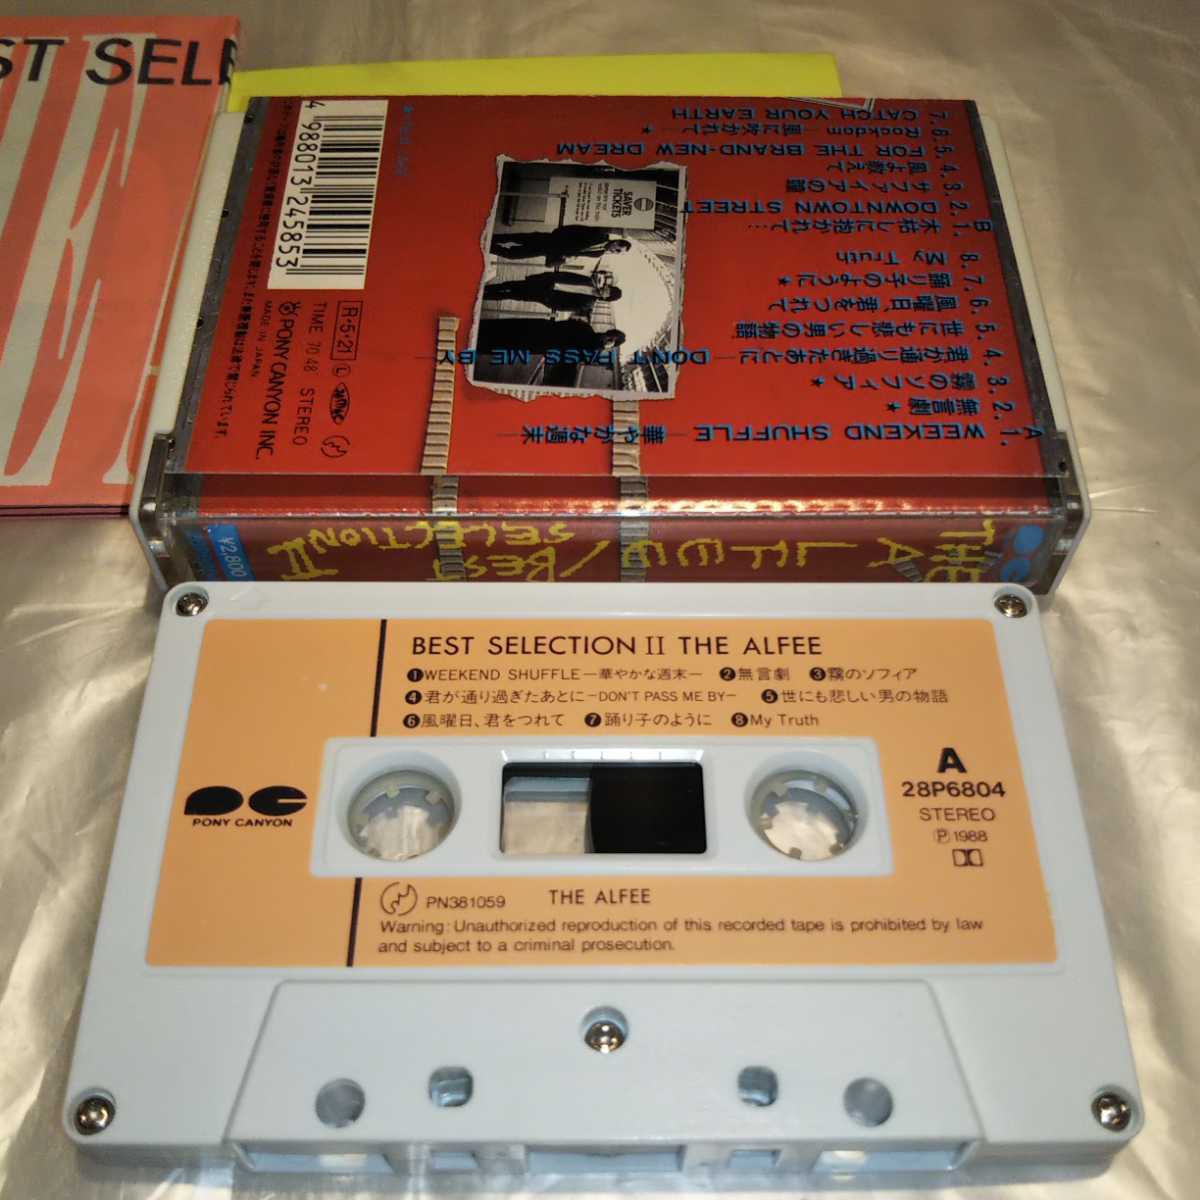 ST SELE
CATCH YOUR EARTH
7.
Rockdom —風に吹かれて— ★
6.
FOR THE BRAND-NEW DREAM
5.
風よ教えて
4.
サファイアの瞳
3.
DOWNTOWN STREET
2.
木枯しに抱かれて…
B 1.
My Truth
8.
踊り子のように ★
7.
風曜日、君をつれて
6.
世にも悲しい男の物語
5.
君が通り過ぎたあとに —DON'T PASS ME BY—
4.
霧のソフィア ★
3.
無言劇 ★
2.
WEEKEND SHUFFLE —華やかな週末—
A 1.
4 988013 245853
R-5·21 L
TIME 70:48 STEREO
PONY CANYON INC.
MADE IN JAPAN
¥2,800
THE ALFEE / BEST SELECTION II
BEST SELECTION II THE ALFEE
❶WEEKEND SHUFFLE—華やかな週末— ❷無言劇 ❸霧のソフィア
❹君が通り過ぎたあとに—DON'T PASS ME BY— ❺世にも悲しい男の物語
❻風曜日、君をつれて ❼踊り子のように ❽My Truth
PONY CANYON
A
28P6804
STEREO
Ⓟ1988
PN381059 THE ALFEE
Warning: Unauthorized reproduction of this recorded tape is prohibited by law
and subject to a criminal prosecution.
SAVER
TICKETS